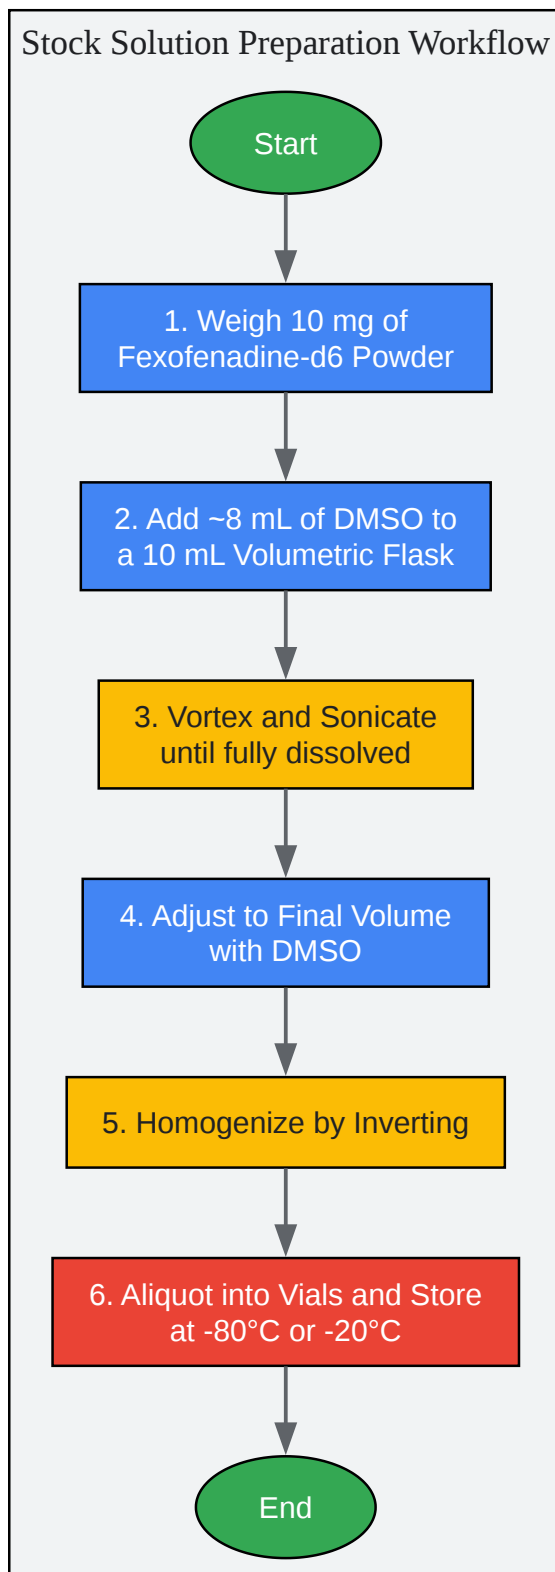 Stock Solution Preparation Workflow
Start
1. Weigh 10 mg of
Fexofenadine-d6 Powder
2. Add ~8 mL of DMSO to
a 10 mL Volumetric Flask
3. Vortex and Sonicate
until fully dissolved
4. Adjust to Final Volume
with DMSO
5. Homogenize by Inverting
6. Aliquot into Vials and Store
at -80°C or -20°C
End